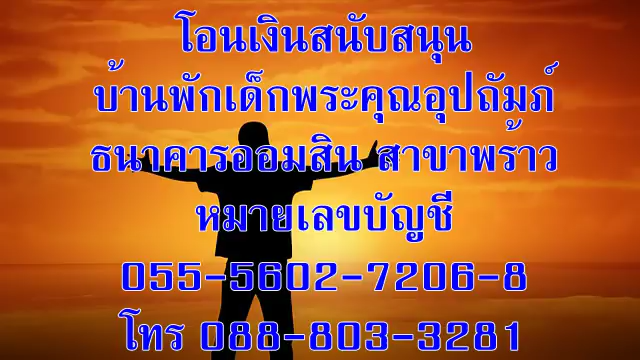 โอนเงินสนับสนุน
บ้านพักเด็กพระคุณอุปถัมภ์
ธนาคารออมสิน สาขาพร้าว
หมายเลขบัญชี
055-5602-7206-8
โทร 088-803-3281